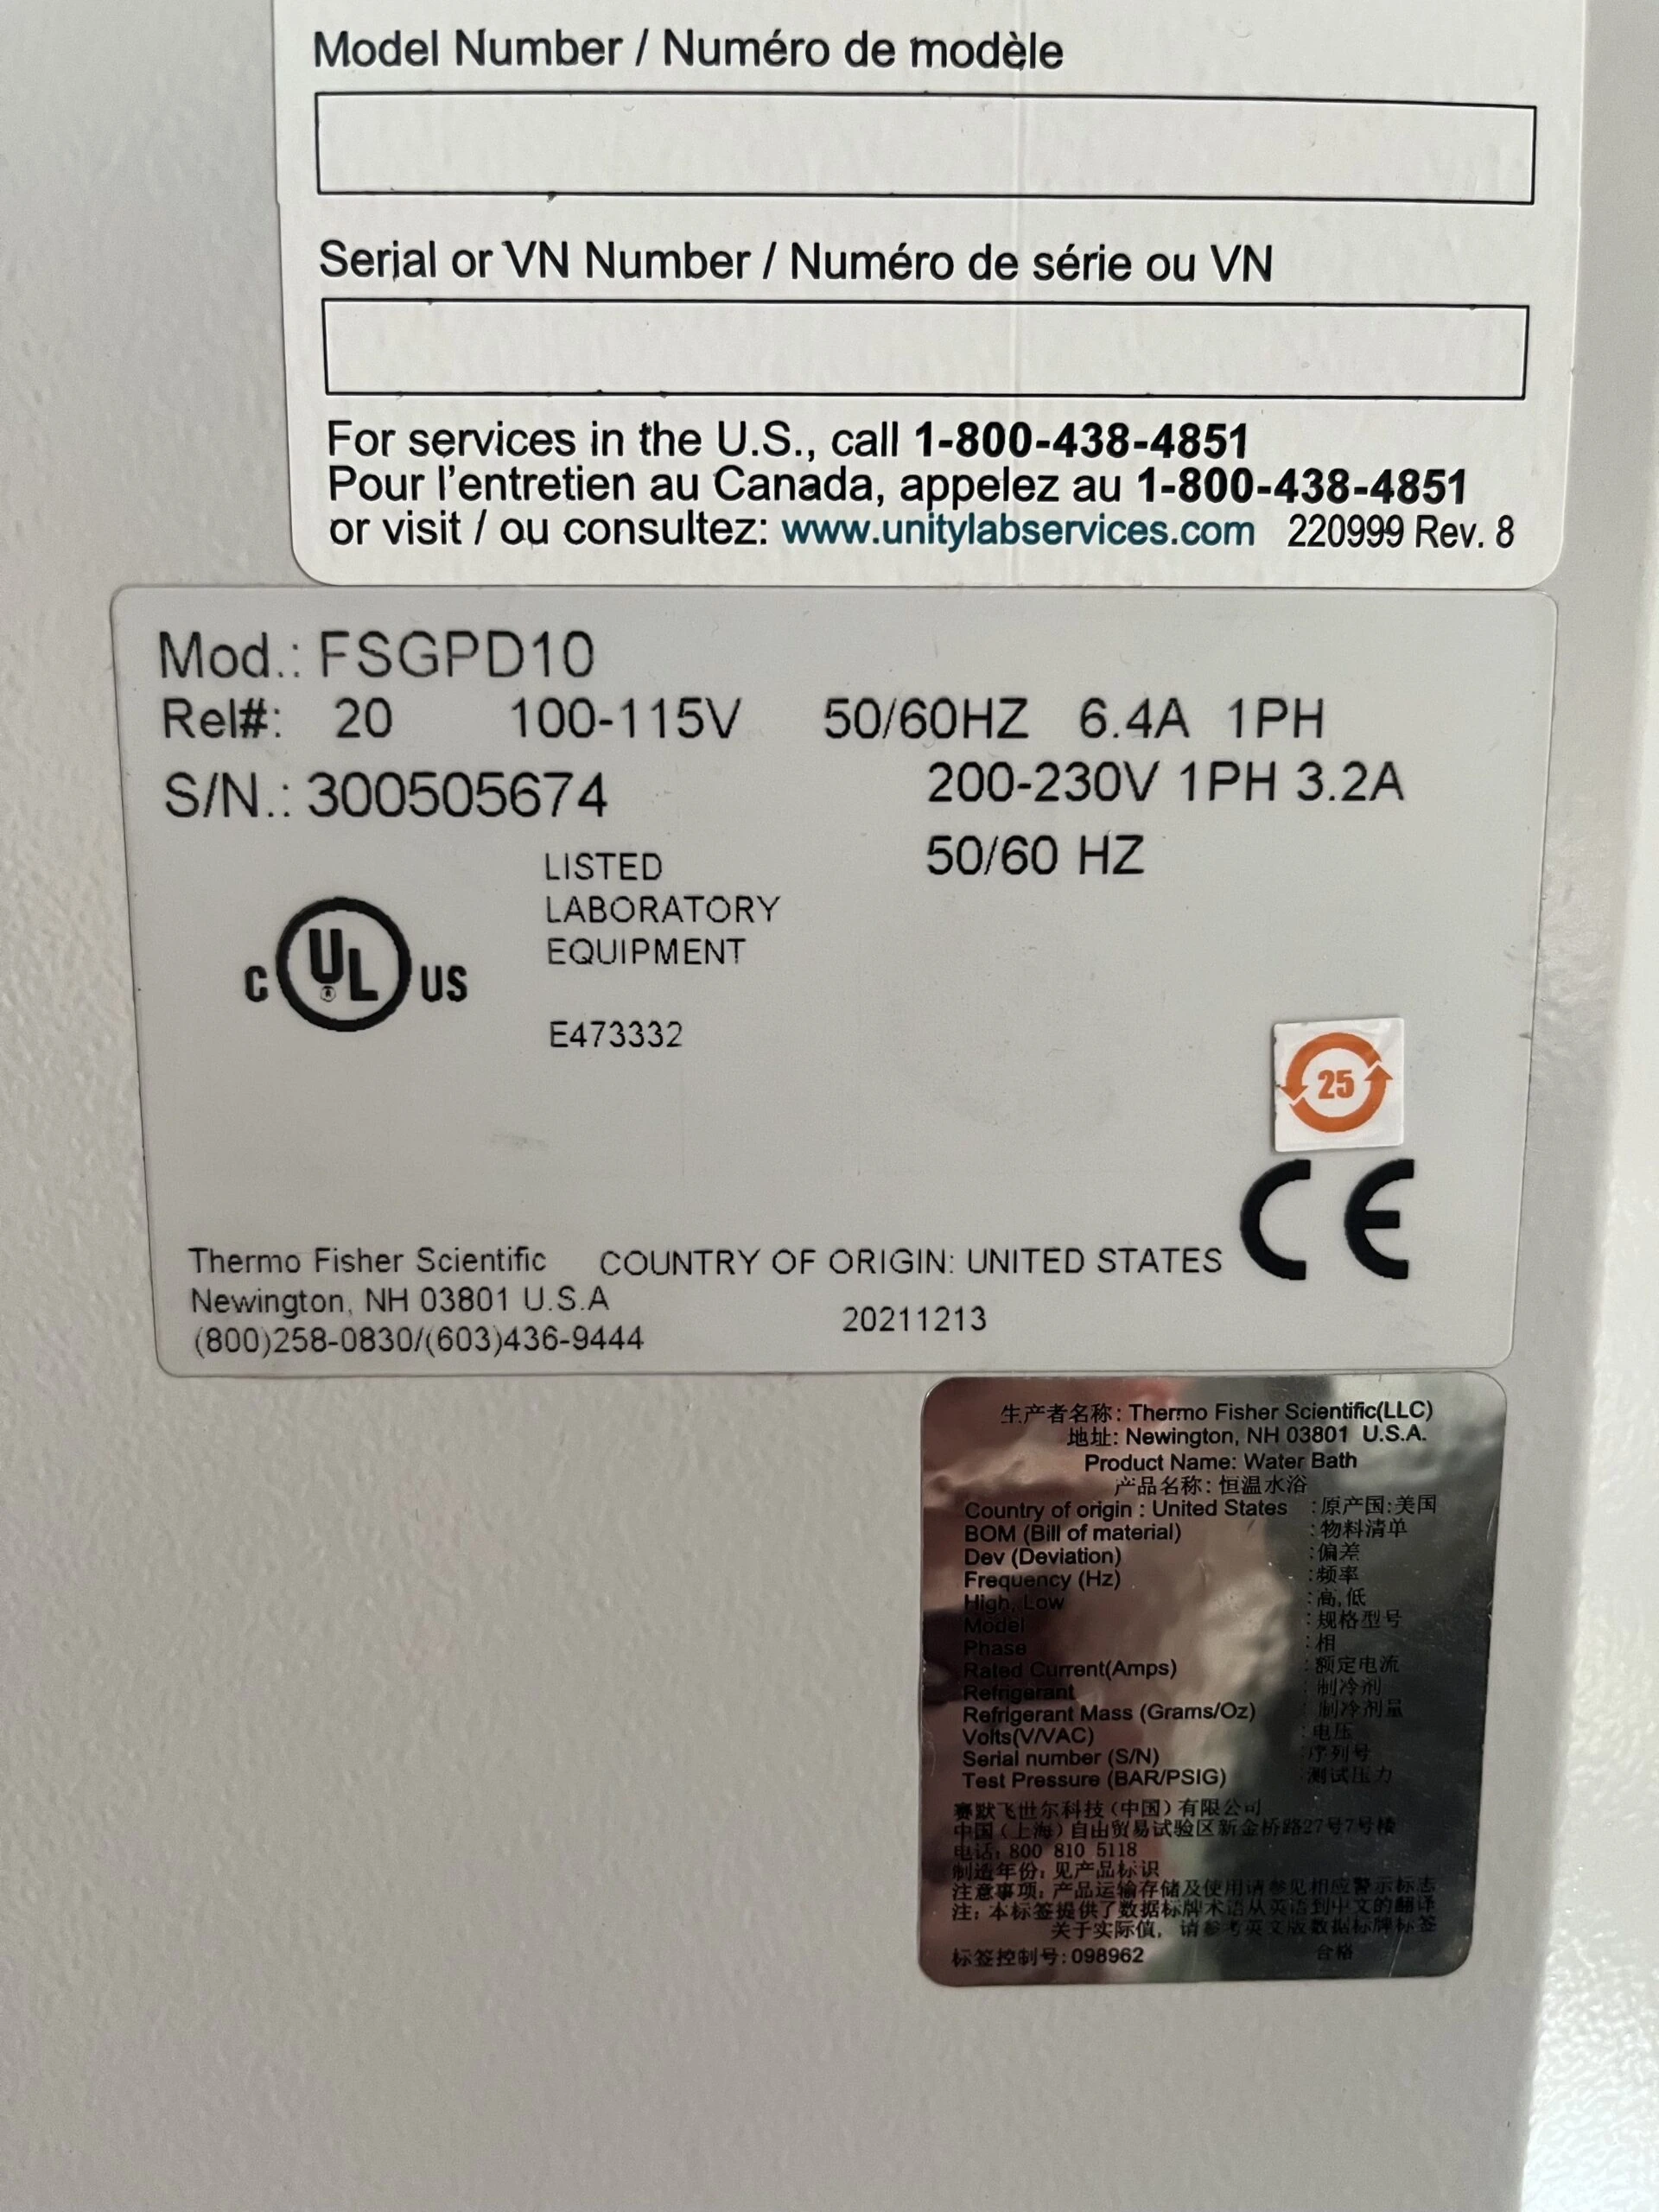 Model Number / Numéro de modèle
Serial or VN Number / Numéro de série ou VN
For services in the U.S., call 1-800-438-4851
Pour l'entretien au Canada, appelez au 1-800-438-4851
or visit / ou consultez: www.unitylabservices.com 220999 Rev. 8
Mod.: FSGPD10
Rel#: 20 100-115V 50/60HZ 6.4A 1PH
S/N.: 300505674 200-230V 1PH 3.2A
50/60 HZ
LISTED
LABORATORY
EQUIPMENT
C UL US
E473332
25
CE
Thermo Fisher Scientific COUNTRY OF ORIGIN: UNITED STATES
Newington, NH 03801 U.S.A
(800)258-0830/(603)436-9444
20211213
生产者名称: Thermo Fisher Scientific(LLC)
地址: Newington, NH 03801 U.S.A.
Product Name: Water Bath
产品名称: 恒温水浴
Country of origin : United States :原产国:美国
BOM (Bill of material) :物料清单
Dev (Deviation) :偏差
Frequency (Hz) :频率
High, Low :高,低
Model :规格型号
Phase :相
Rated Current(Amps) :额定电流
Refrigerant :制冷剂
Refrigerant Mass (Grams/Oz) :制冷剂量
Volts(V/VAC) :电压
Serial number (S/N) :序列号
Test Pressure (BAR/PSIG) :测试压力
赛默飞世尔科技(中国)有限公司
中国(上海)自由贸易试验区新金桥路27号7号楼
电话: 800 810 5118
制造年份: 见产品标识
注意事项: 产品运输存储及使用请参见相应警示标志
注: 本标签提供了数据标牌术语从英语到中文的翻译
关于实际值, 请参考英文版数据标牌标签
标签控制号: 098962 合格